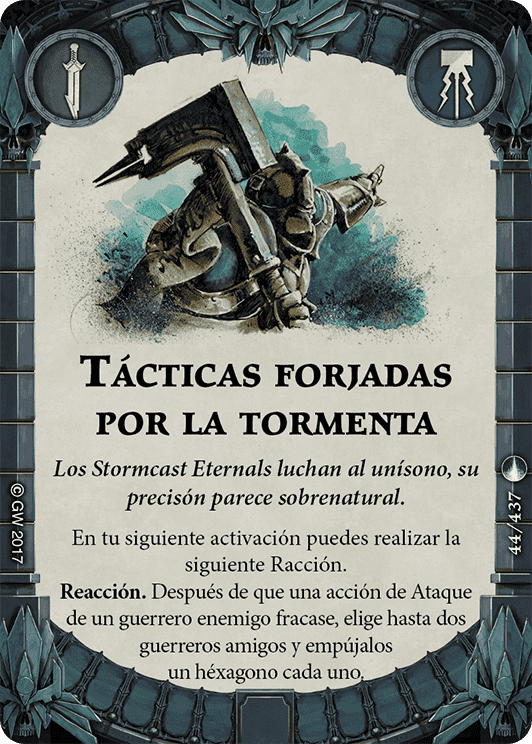 TÁCTICAS FORJADAS
POR LA TORMENTA
Los Stormcast Eternals luchan al unísono, su
precisón parece sobrenatural.
En tu siguiente activación puedes realizar la
siguiente Racción.
Reacción. Después de que una acción de Ataque
de un guerrero enemigo fracase, elige hasta dos
guerreros amigos y empújalos
un héxagono cada uno.
© GW 2017
44/437